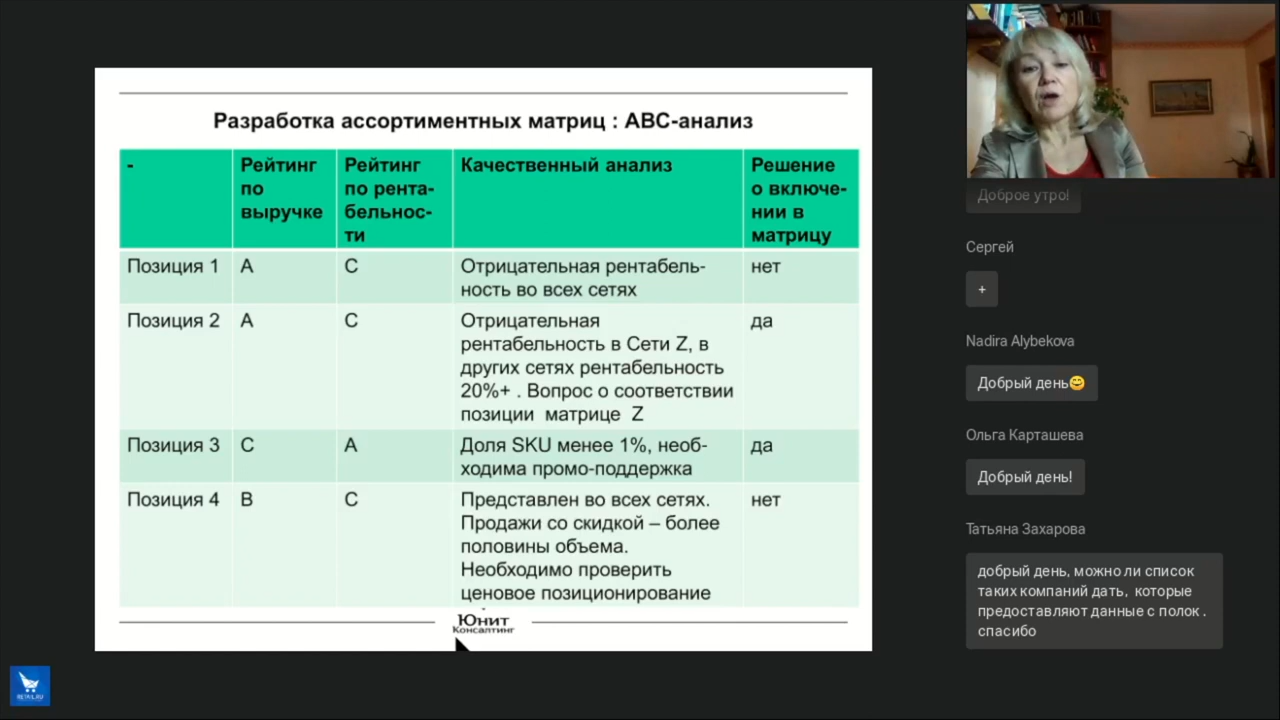 Разработка ассортиментных матриц : АВС-анализ
-
Рейтинг
по
выручке
Рейтинг
по рента-
бельнос-
ти
Качественный анализ
Решение
о включе-
нии в
матрицу
Позиция 1
А
С
Отрицательная рентабель-
ность во всех сетях
нет
Позиция 2
А
С
Отрицательная
рентабельность в Сети Z, в
других сетях рентабельность
20%+ . Вопрос о соответствии
позиции матрице Z
да
Позиция 3
С
А
Доля SKU менее 1%, необ-
ходима промо-поддержка
да
Позиция 4
В
С
Представлен во всех сетях.
Продажи со скидкой – более
половины объема.
Необходимо проверить
ценовое позиционирование
нет
Юнит
Консалтинг
RETAIL.RU
Доброе утро!
Сергей
+
Nadira Alybekova
Добрый день😊
Ольга Карташева
Добрый день!
Татьяна Захарова
добрый день, можно ли список
таких компаний дать, которые
предоставляют данные с полок .
спасибо